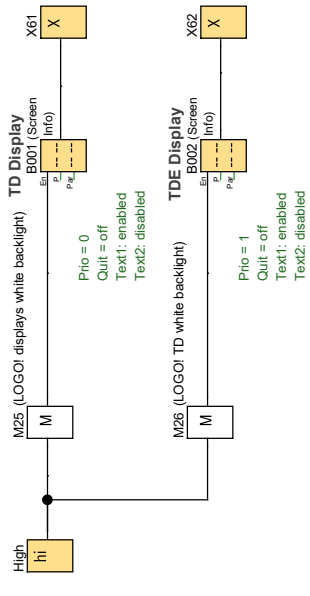 High
hi
M25 (LOGO! displays white backlight)
M
TD Display
B001 (Screen
Info)
En
P
Par
Prio = 0
Quit = off
Text1: enabled
Text2: disabled
X61
X
M26 (LOGO! TD white backlight)
M
TDE Display
B002 (Screen
Info)
En
P
Par
Prio = 1
Quit = off
Text1: enabled
Text2: disabled
X62
X